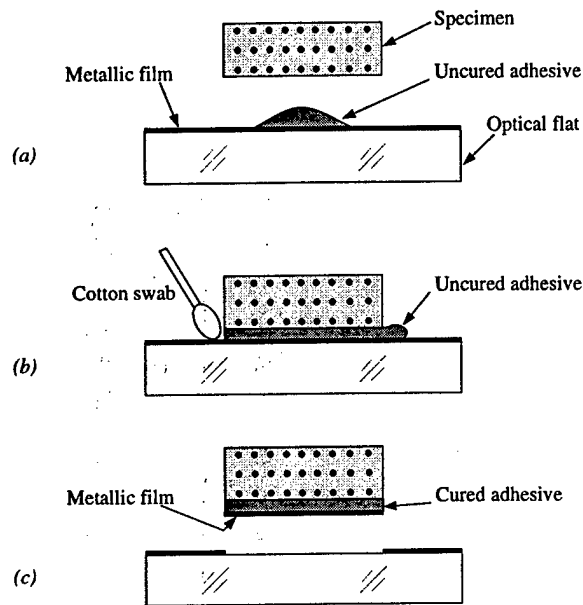 Specimen
Metallic film
Uncured adhesive
Optical flat
(a)
Cotton swab
Uncured adhesive
(b)
Metallic film
Cured adhesive
(c)